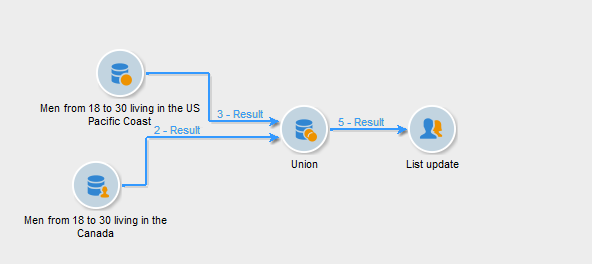 Men from 18 to 30 living in the US
Pacific Coast
3 - Result
2 - Result
Union
5 - Result
List update
Men from 18 to 30 living in the
Canada